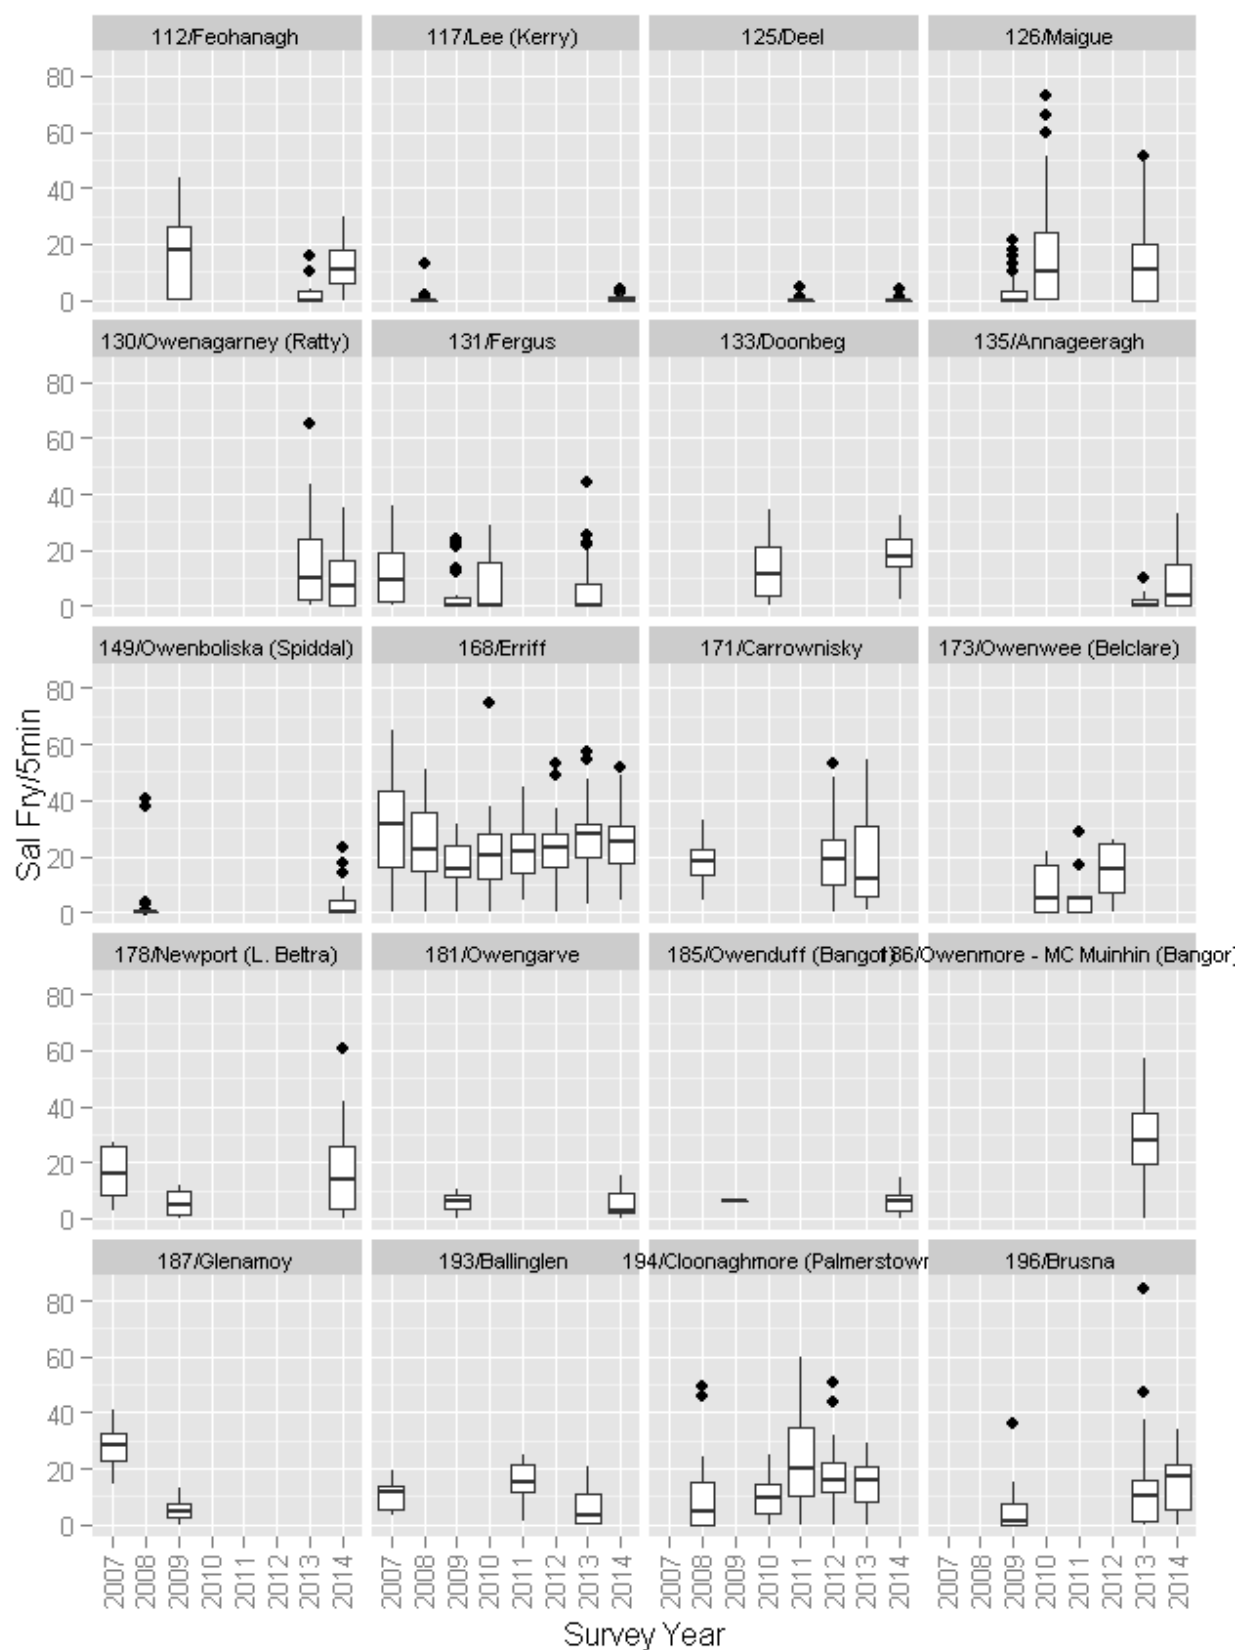 112/Feohanagh
117/Lee (Kerry)
125/Deel
126/Maigue
80
60
40
20
0
130/Owenagarney (Ratty)
131/Fergus
133/Doonbeg
135/Annageeragh
80
60
40
20
0
149/Owenboliska (Spiddal)
168/Erriff
171/Carrownisky
173/Owenwee (Belclare)
80
60
40
20
0
Sal Fry/5min
178/Newport (L. Beltra)
181/Owengarve
185/Owenduff (Bangor)
186/Owenmore - MC Muinhin (Bangor)
80
60
40
20
0
187/Glenamoy
193/Ballinglen
194/Cloonaghmore (Palmerstown
196/Brusna
80
60
40
20
0
2007 2008 2009 2010 2011 2012 2013 2014
2007 2008 2009 2010 2011 2012 2013 2014
2007 2008 2009 2010 2011 2012 2013 2014
2007 2008 2009 2010 2011 2012 2013 2014
Survey Year